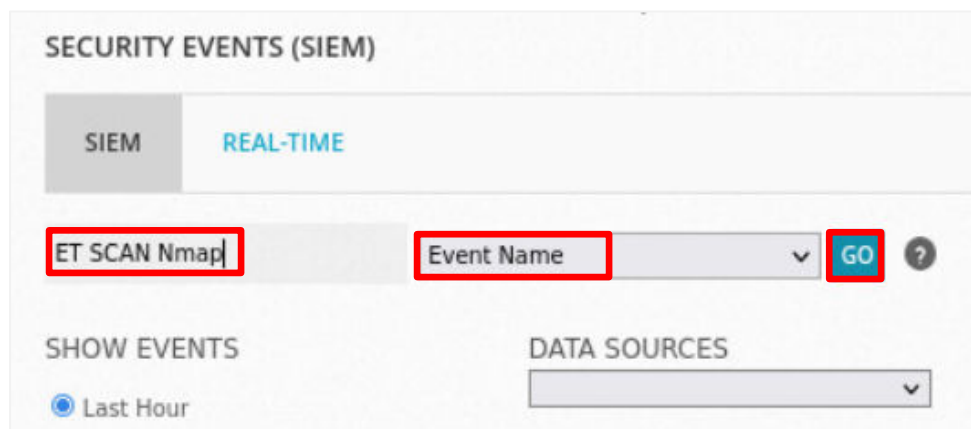 SECURITY EVENTS (SIEM)
SIEM REAL-TIME
ET SCAN Nmap Event Name GO ?
SHOW EVENTS DATA SOURCES
Last Hour